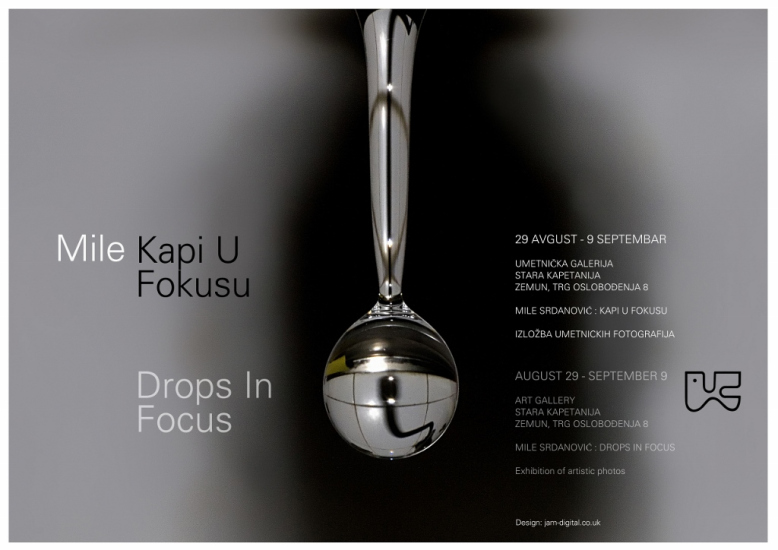 Mile Kapi U
Fokusu
Drops In
Focus
29 AVGUST - 9 SEPTEMBAR
UMETNIČKA GALERIJA
STARA KAPETANIJA
ZEMUN, TRG OSLOBOĐENJA 8
MILE SRDANOVIĆ : KAPI U FOKUSU
IZLOŽBA UMETNICKIH FOTOGRAFIJA
AUGUST 29 - SEPTEMBER 9
ART GALLERY
STARA KAPETANIJA
ZEMUN, TRG OSLOBOĐENJA 8
MILE SRDANOVIĆ : DROPS IN FOCUS
Exhibition of artistic photos
Design: jam-digital.co.uk